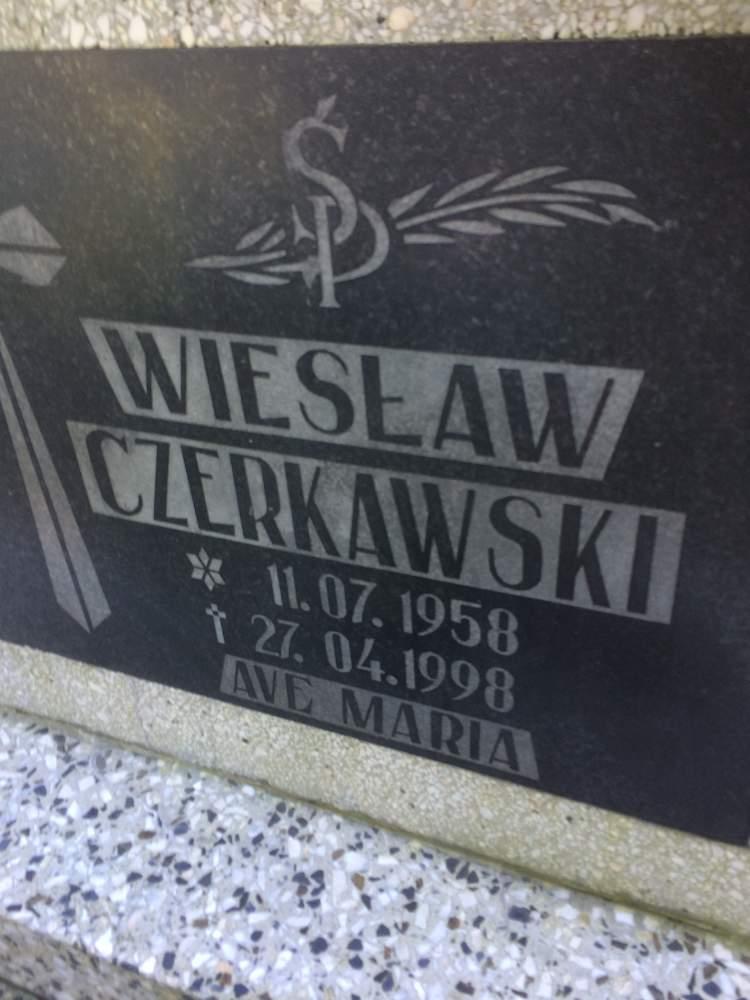 ŚP
WIESŁAW
CZERKAWSKI
* 11.07.1958
† 27.04.1998
AVE MARIA